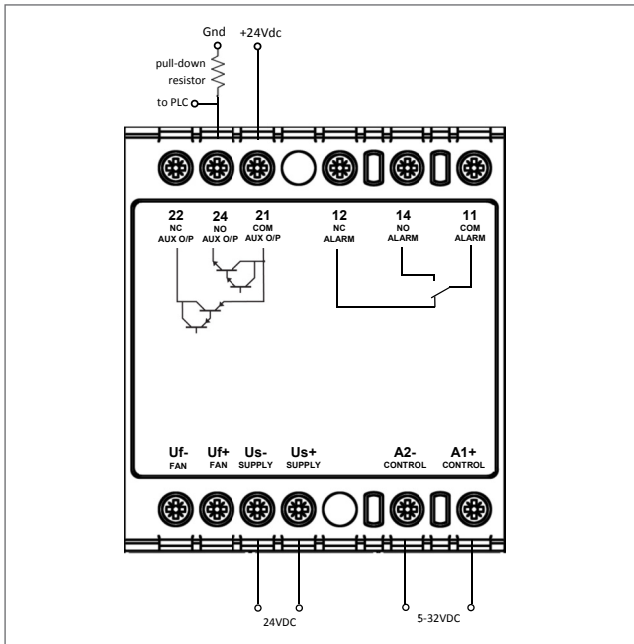 Gnd +24Vdc
pull-down
resistor
to PLC
22 24 21 12 14 11
NC NO COM NC NO COM
AUX O/P AUX O/P AUX O/P ALARM ALARM ALARM
Uf- Uf+ Us- Us+ A2- A1+
FAN FAN SUPPLY SUPPLY CONTROL CONTROL
24VDC 5-32VDC